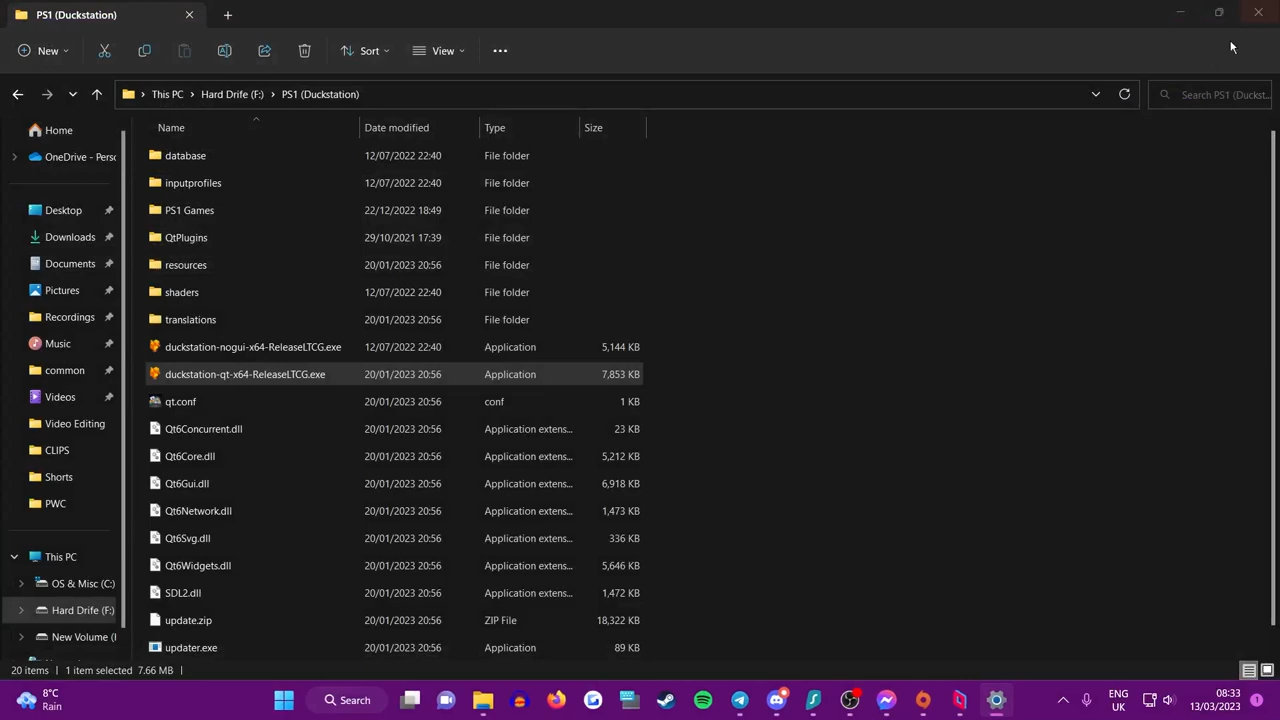 PS1 (Duckstation)
New
Sort
View
This PC
Hard Drife (F:)
PS1 (Duckstation)
Search PS1 (Duckst...
Name
Date modified
Type
Size
Home
OneDrive - Perso
Desktop
Downloads
Documents
Pictures
Recordings
Music
common
Videos
Video Editing
CLIPS
Shorts
PWC
This PC
OS & Misc (C:)
Hard Drife (F:)
New Volume (
database 12/07/2022 22:40 File folder
inputprofiles 12/07/2022 22:40 File folder
PS1 Games 22/12/2022 18:49 File folder
QtPlugins 29/10/2021 17:39 File folder
resources 20/01/2023 20:56 File folder
shaders 12/07/2022 22:40 File folder
translations 20/01/2023 20:56 File folder
duckstation-nogui-x64-ReleaseLTCG.exe 12/07/2022 22:40 Application 5,144 KB
duckstation-qt-x64-ReleaseLTCG.exe 20/01/2023 20:56 Application 7,853 KB
qt.conf 20/01/2023 20:56 conf 1 KB
Qt6Concurrent.dll 20/01/2023 20:56 Application extens... 23 KB
Qt6Core.dll 20/01/2023 20:56 Application extens... 5,212 KB
Qt6Gui.dll 20/01/2023 20:56 Application extens... 6,918 KB
Qt6Network.dll 20/01/2023 20:56 Application extens... 1,473 KB
Qt6Svg.dll 20/01/2023 20:56 Application extens... 336 KB
Qt6Widgets.dll 20/01/2023 20:56 Application extens... 5,646 KB
SDL2.dll 20/01/2023 20:56 Application extens... 1,472 KB
update.zip 20/01/2023 20:56 ZIP File 18,322 KB
updater.exe 20/01/2023 20:56 Application 89 KB
20 items
1 item selected 7.66 MB
8°C
Rain
Search
ENG
UK
08:33
13/03/2023
1